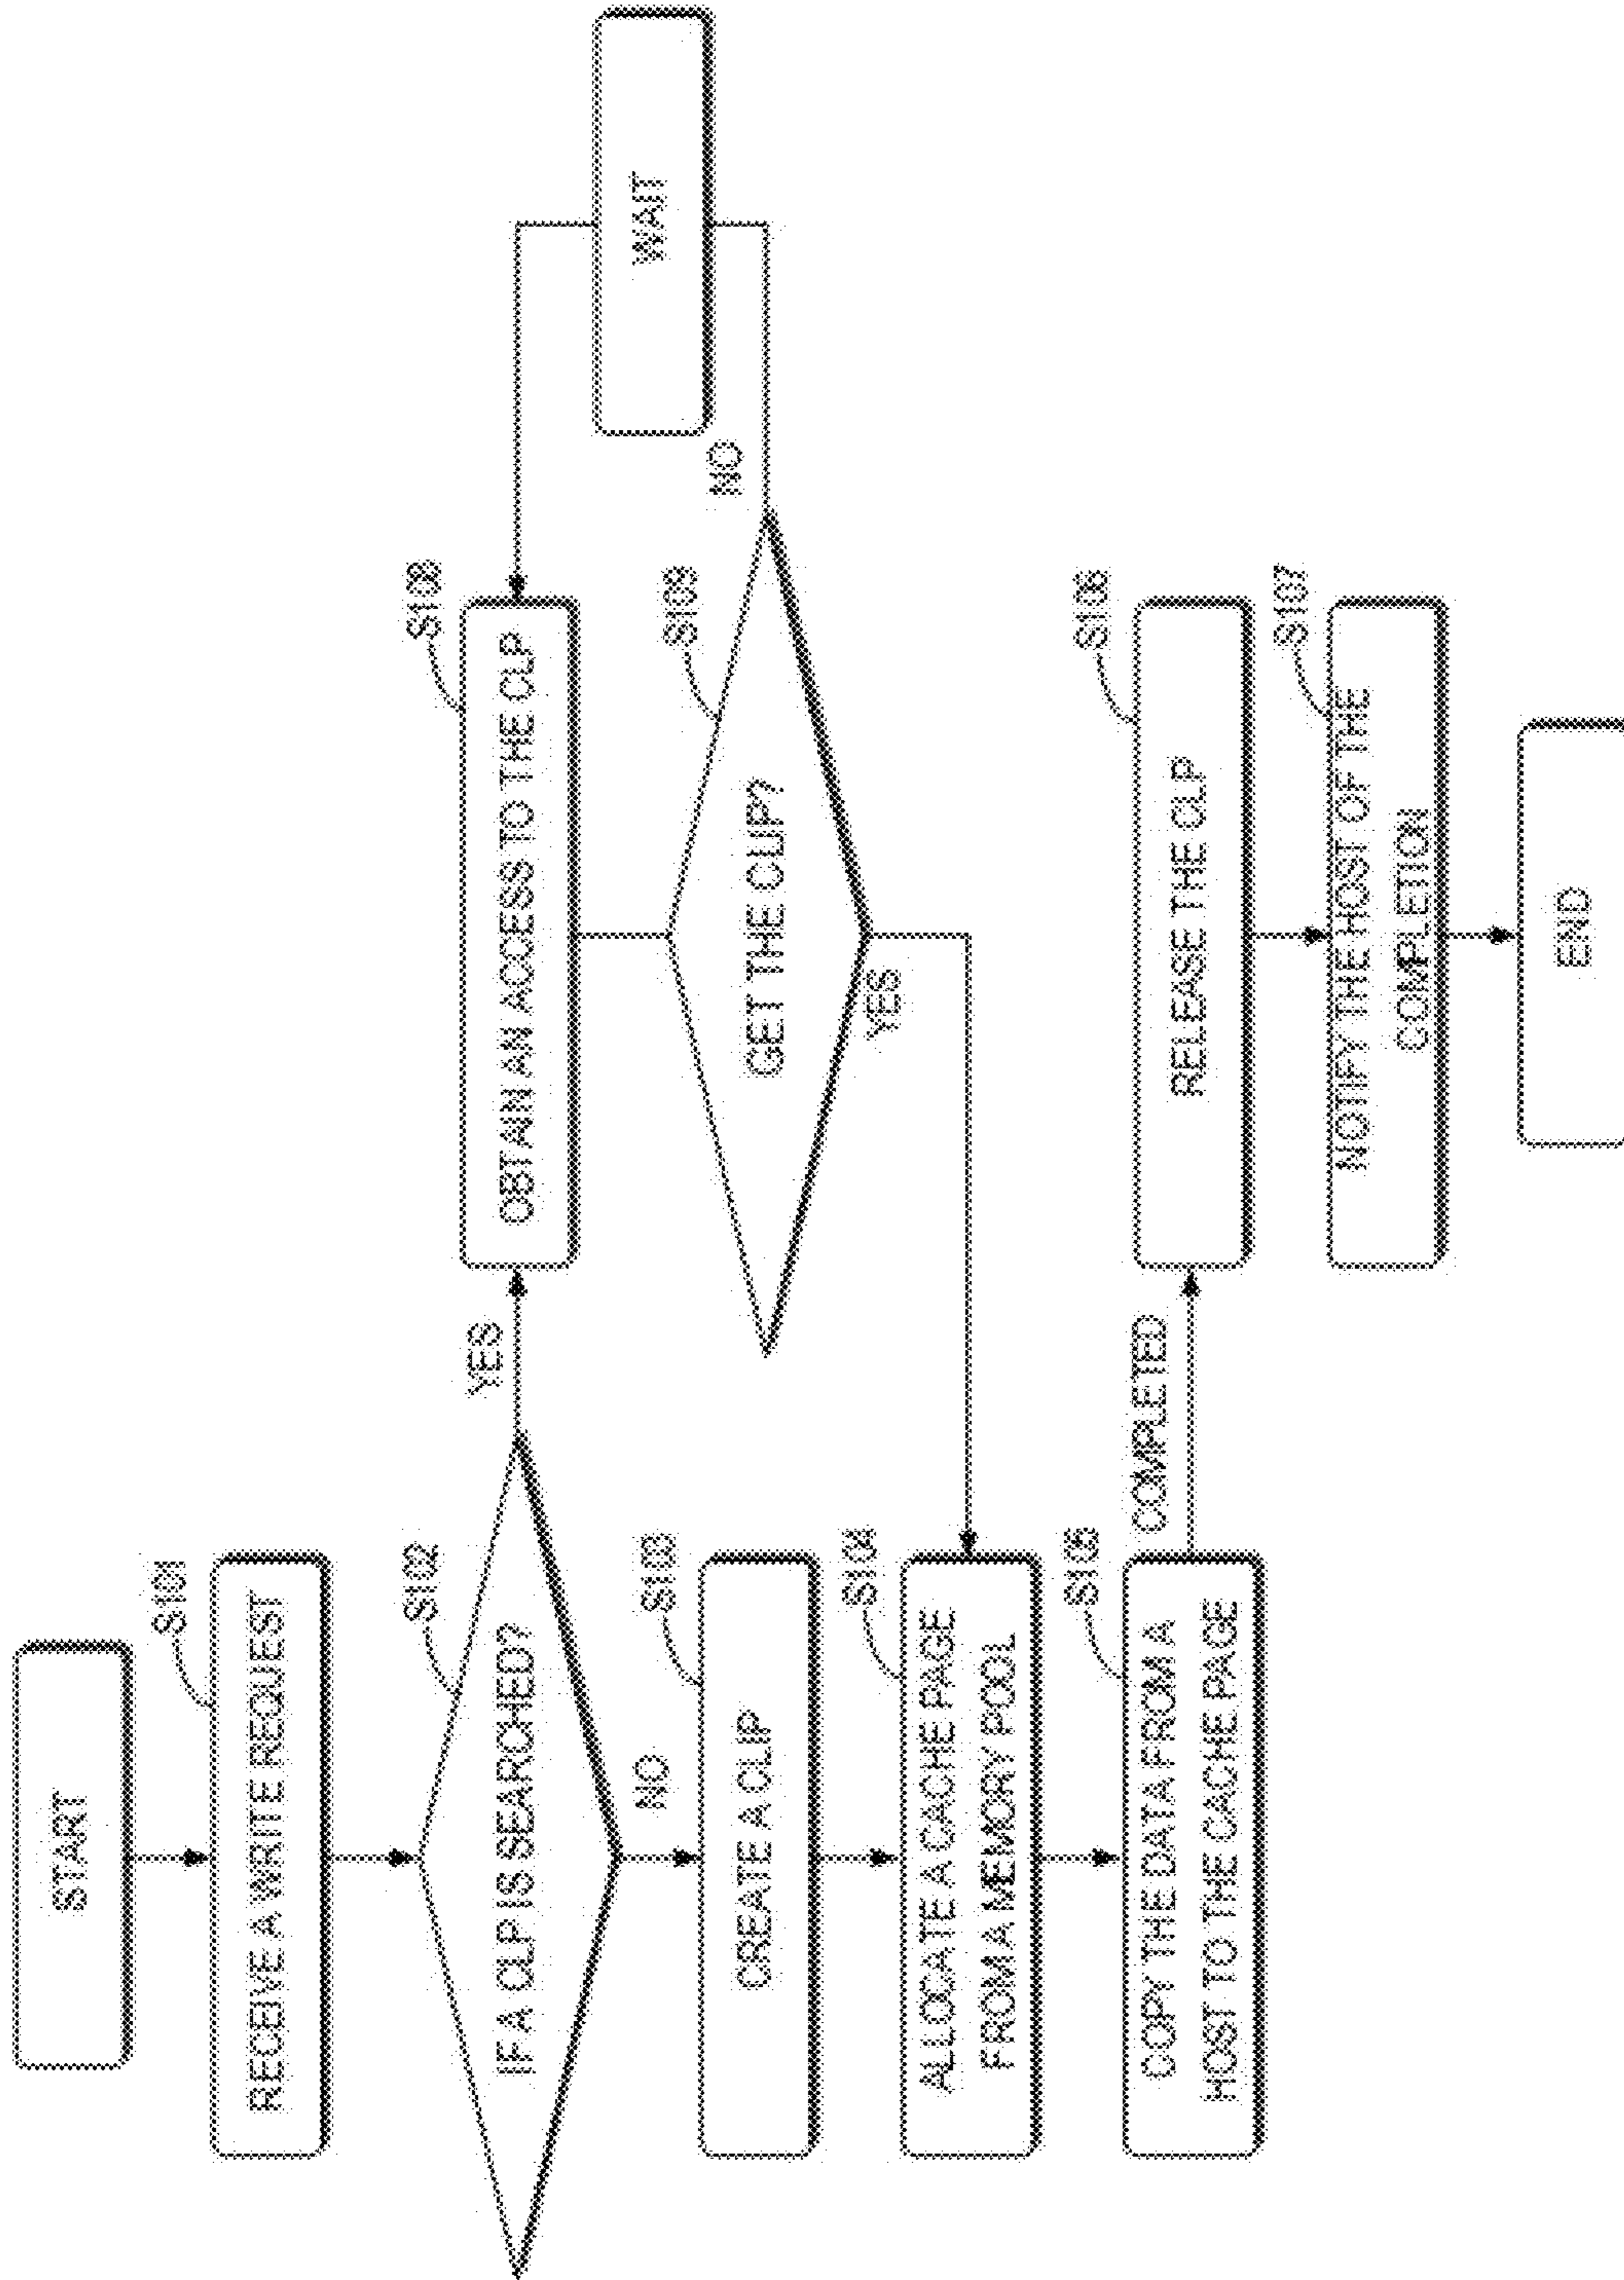 START
S101
RECEIVE A WRITE REQUEST
S102
IF A CLP IS SEARCHED?
YES
NO
S103
CREATE A CLIP
S104
ALLOCATE A CACHE PAGE
FROM A MEMORY POOL
S105
COPY THE DATA FROM A
HOST TO THE CACHE PAGE
COMPLETED
S108
OBTAIN AN ACCESS TO THE CLP
S109
GET THE CLIP?
NO
YES
WAIT
S106
RELEASE THE CLP
S107
NOTIFY THE HOST OF THE
COMPLETION
END